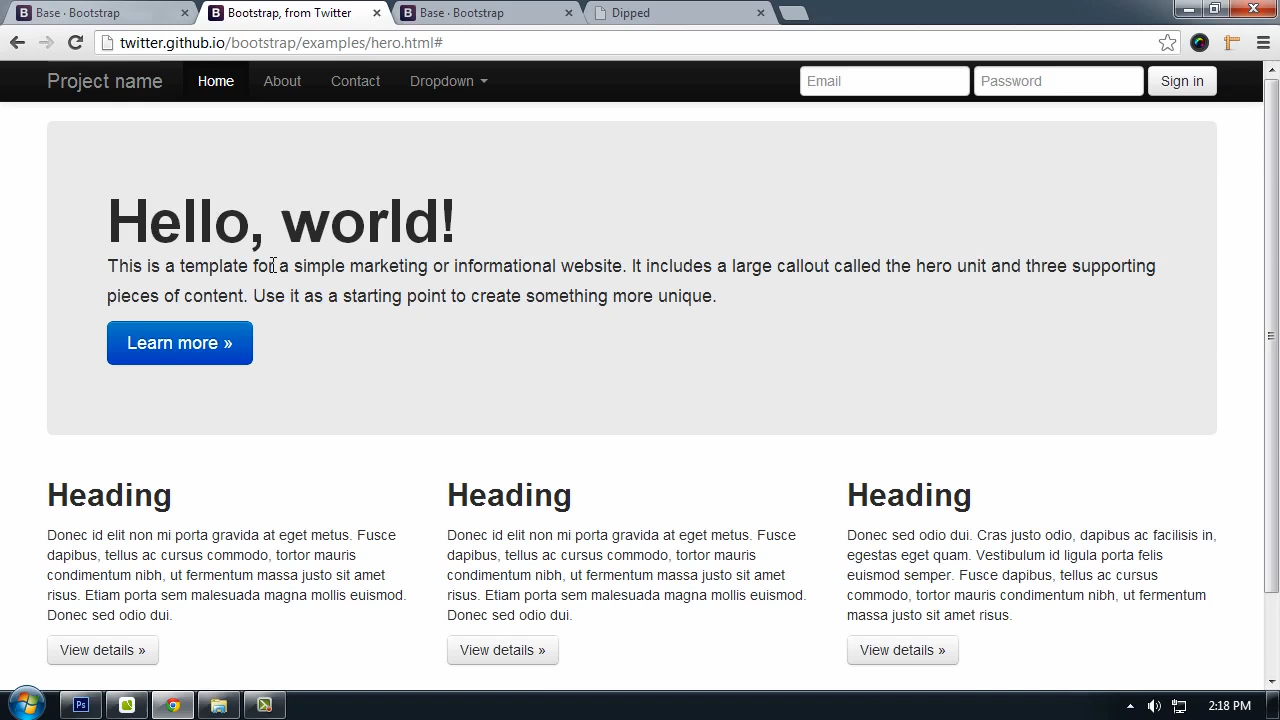 Base · Bootstrap
Bootstrap, from Twitter
Base · Bootstrap
Dipped
twitter.github.io/bootstrap/examples/hero.html#
Project name
Home
About
Contact
Dropdown
Email
Password
Sign in
Hello, world!
This is a template for a simple marketing or informational website. It includes a large callout called the hero unit and three supporting
pieces of content. Use it as a starting point to create something more unique.
Learn more »
Heading
Donec id elit non mi porta gravida at eget metus. Fusce
dapibus, tellus ac cursus commodo, tortor mauris
condimentum nibh, ut fermentum massa justo sit amet
risus. Etiam porta sem malesuada magna mollis euismod.
Donec sed odio dui.
View details »
Heading
Donec id elit non mi porta gravida at eget metus. Fusce
dapibus, tellus ac cursus commodo, tortor mauris
condimentum nibh, ut fermentum massa justo sit amet
risus. Etiam porta sem malesuada magna mollis euismod.
Donec sed odio dui.
View details »
Heading
Donec sed odio dui. Cras justo odio, dapibus ac facilisis in,
egestas eget quam. Vestibulum id ligula porta felis
euismod semper. Fusce dapibus, tellus ac cursus
commodo, tortor mauris condimentum nibh, ut fermentum
massa justo sit amet risus.
View details »
Ps
2:18 PM